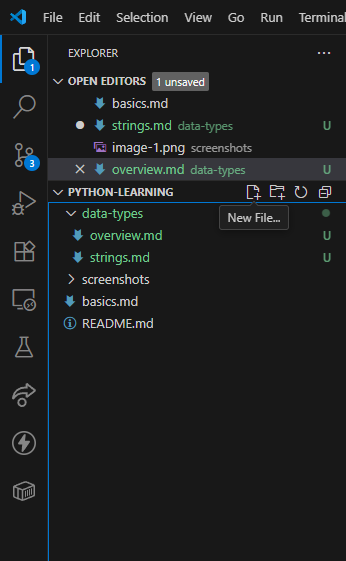 File Edit Selection View Go Run Terminal
EXPLORER
OPEN EDITORS 1 unsaved
basics.md
strings.md data-types U
image-1.png screenshots
overview.md data-types U
PYTHON-LEARNING
data-types
New File...
overview.md U
strings.md U
screenshots
basics.md
README.md
1
3